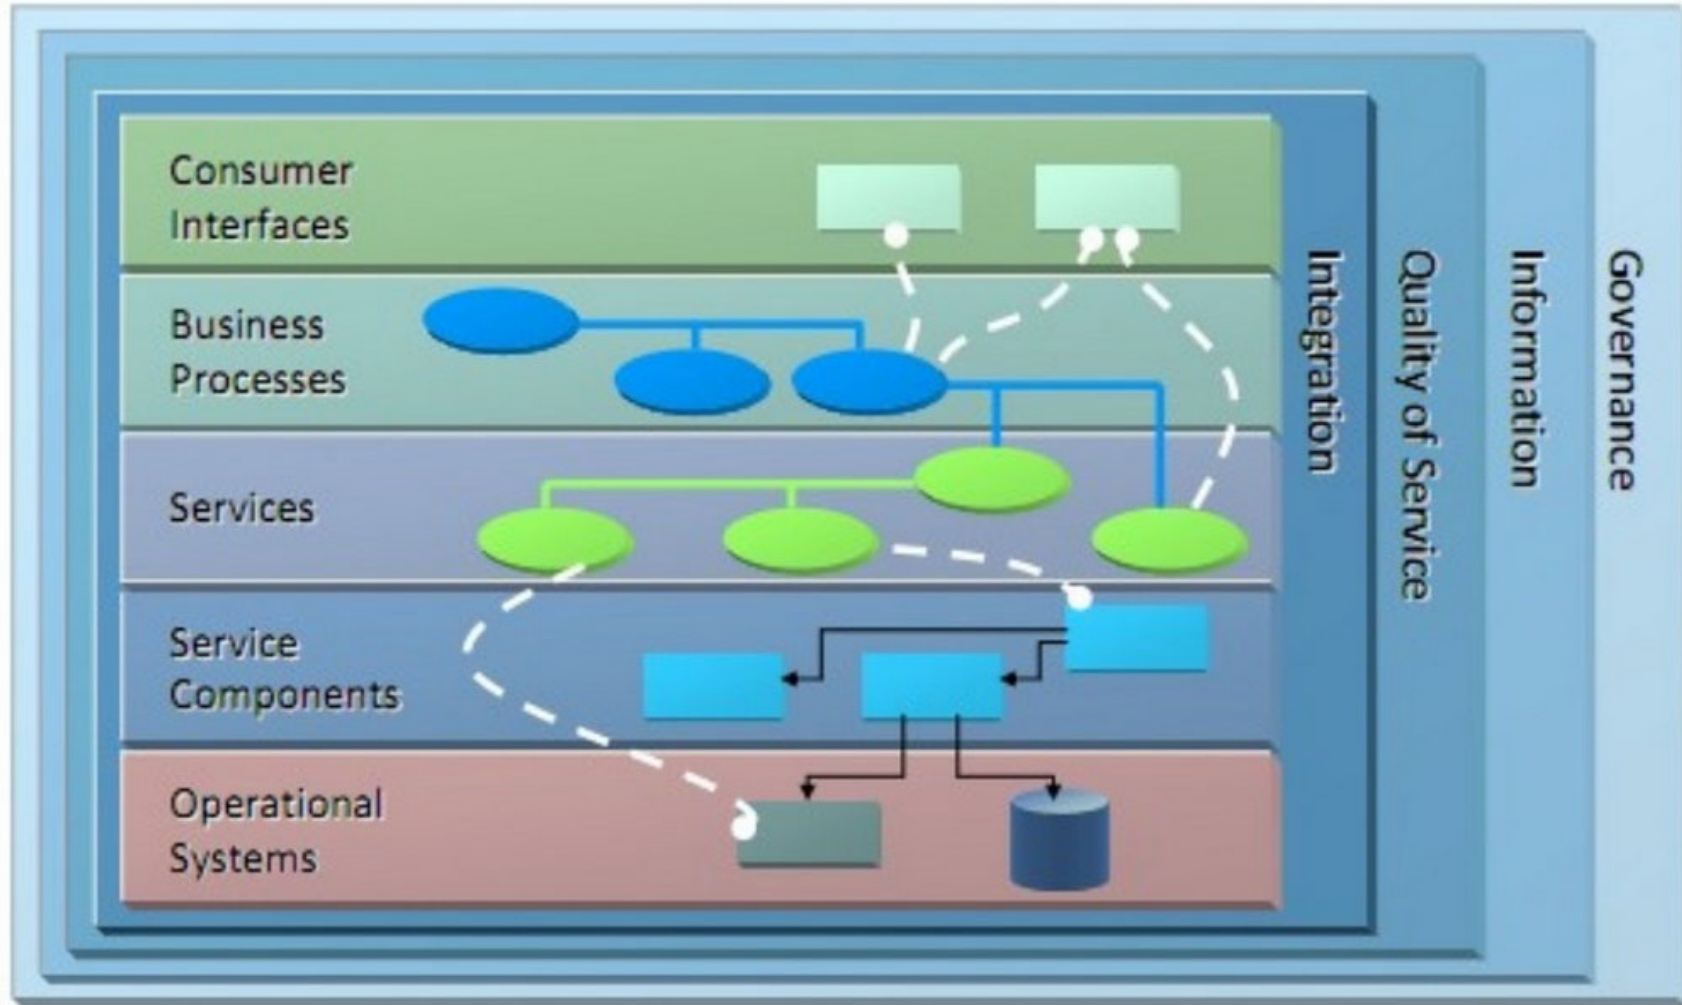 Consumer
Interfaces
Business
Processes
Services
Service
Components
Operational
Systems
Integration
Quality of Service
Information
Governance